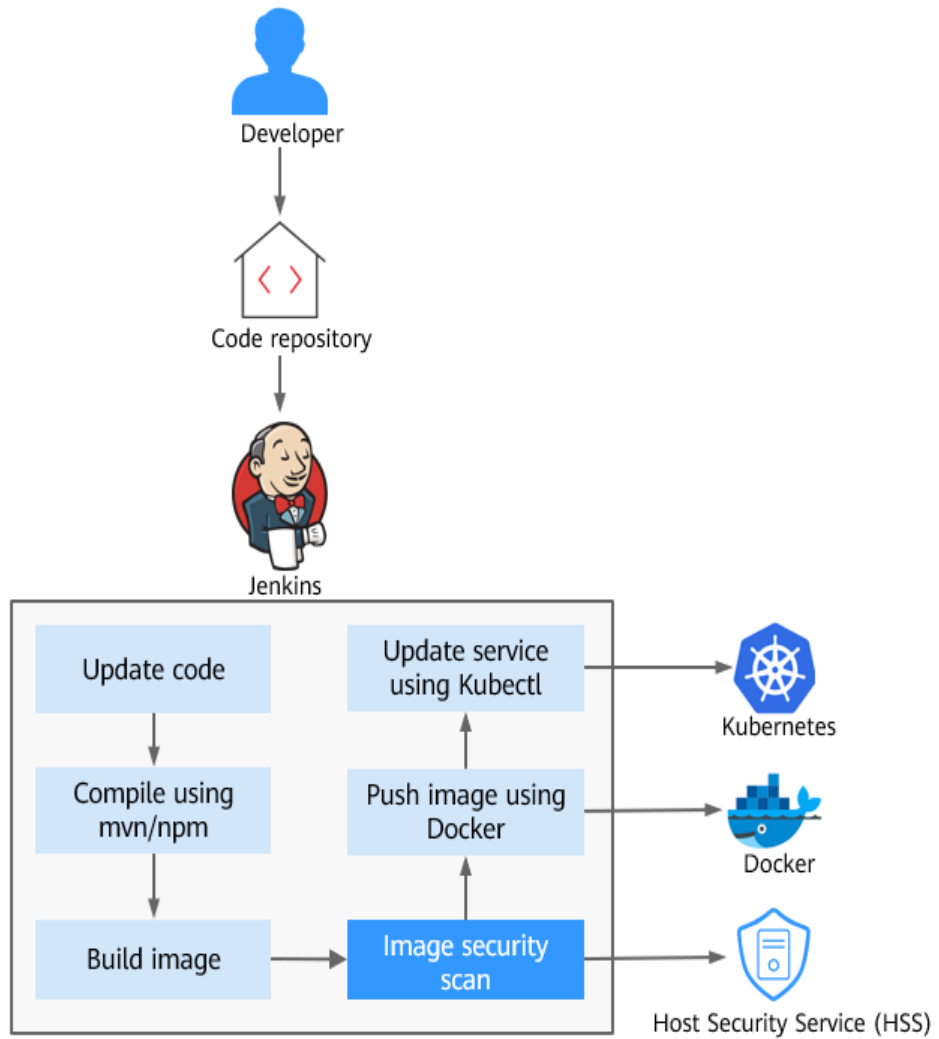 Developer
Code repository
Jenkins
Update code
Compile using
mvn/npm
Build image
Image security
scan
Push image using
Docker
Update service
using Kubectl
Kubernetes
Docker
Host Security Service (HSS)